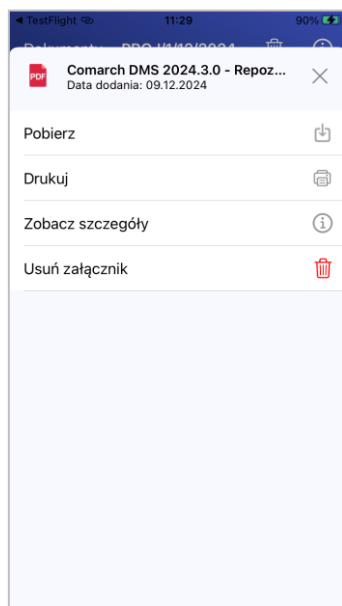 ◀ TestFlight 11:29 90%
PDF Comarch DMS 2024.3.0 - Repoz...
Data dodania: 09.12.2024
Pobierz
Drukuj
Zobacz szczegóły
Usuń załącznik